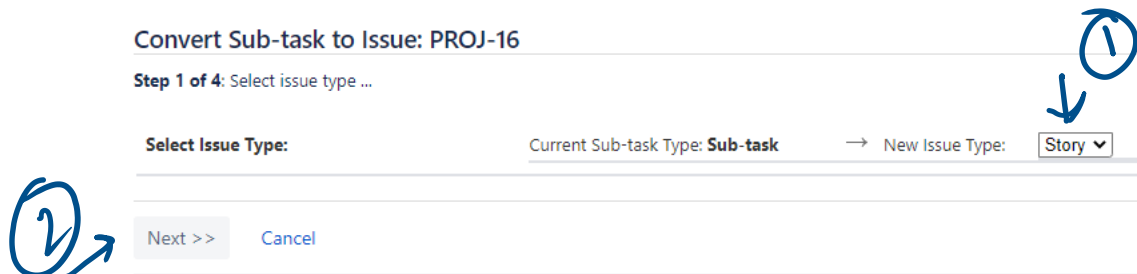 Convert Sub-task to Issue: PROJ-16
1
Step 1 of 4: Select issue type ...
Select Issue Type: Current Sub-task Type: Sub-task → New Issue Type: Story
2
Next >> Cancel